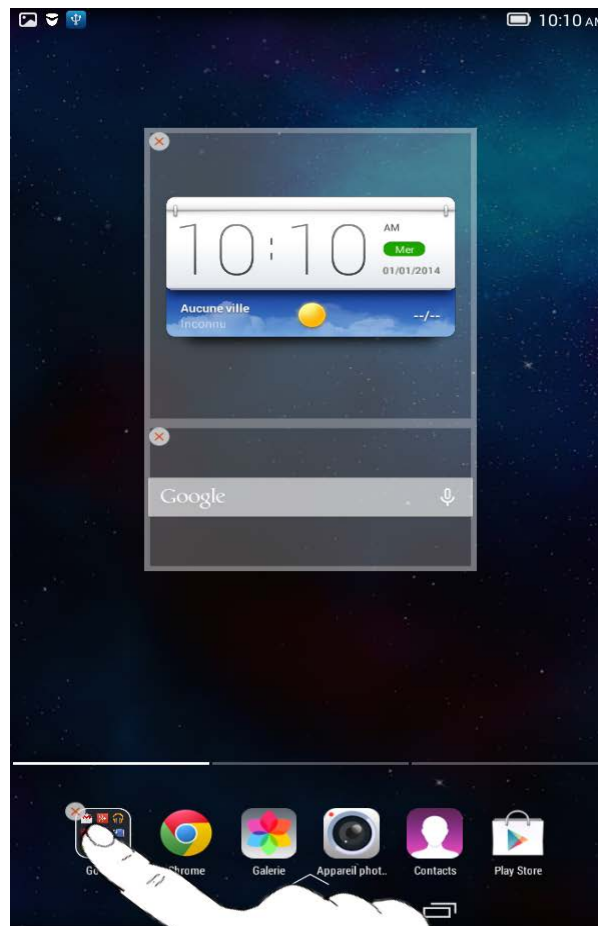 10:10 AM
10:10
AM
Mer
01/01/2014
Aucune ville
--/--
Inconnu
Google
Chrome
Galerie
Appareil phot..
Contacts
Play Store